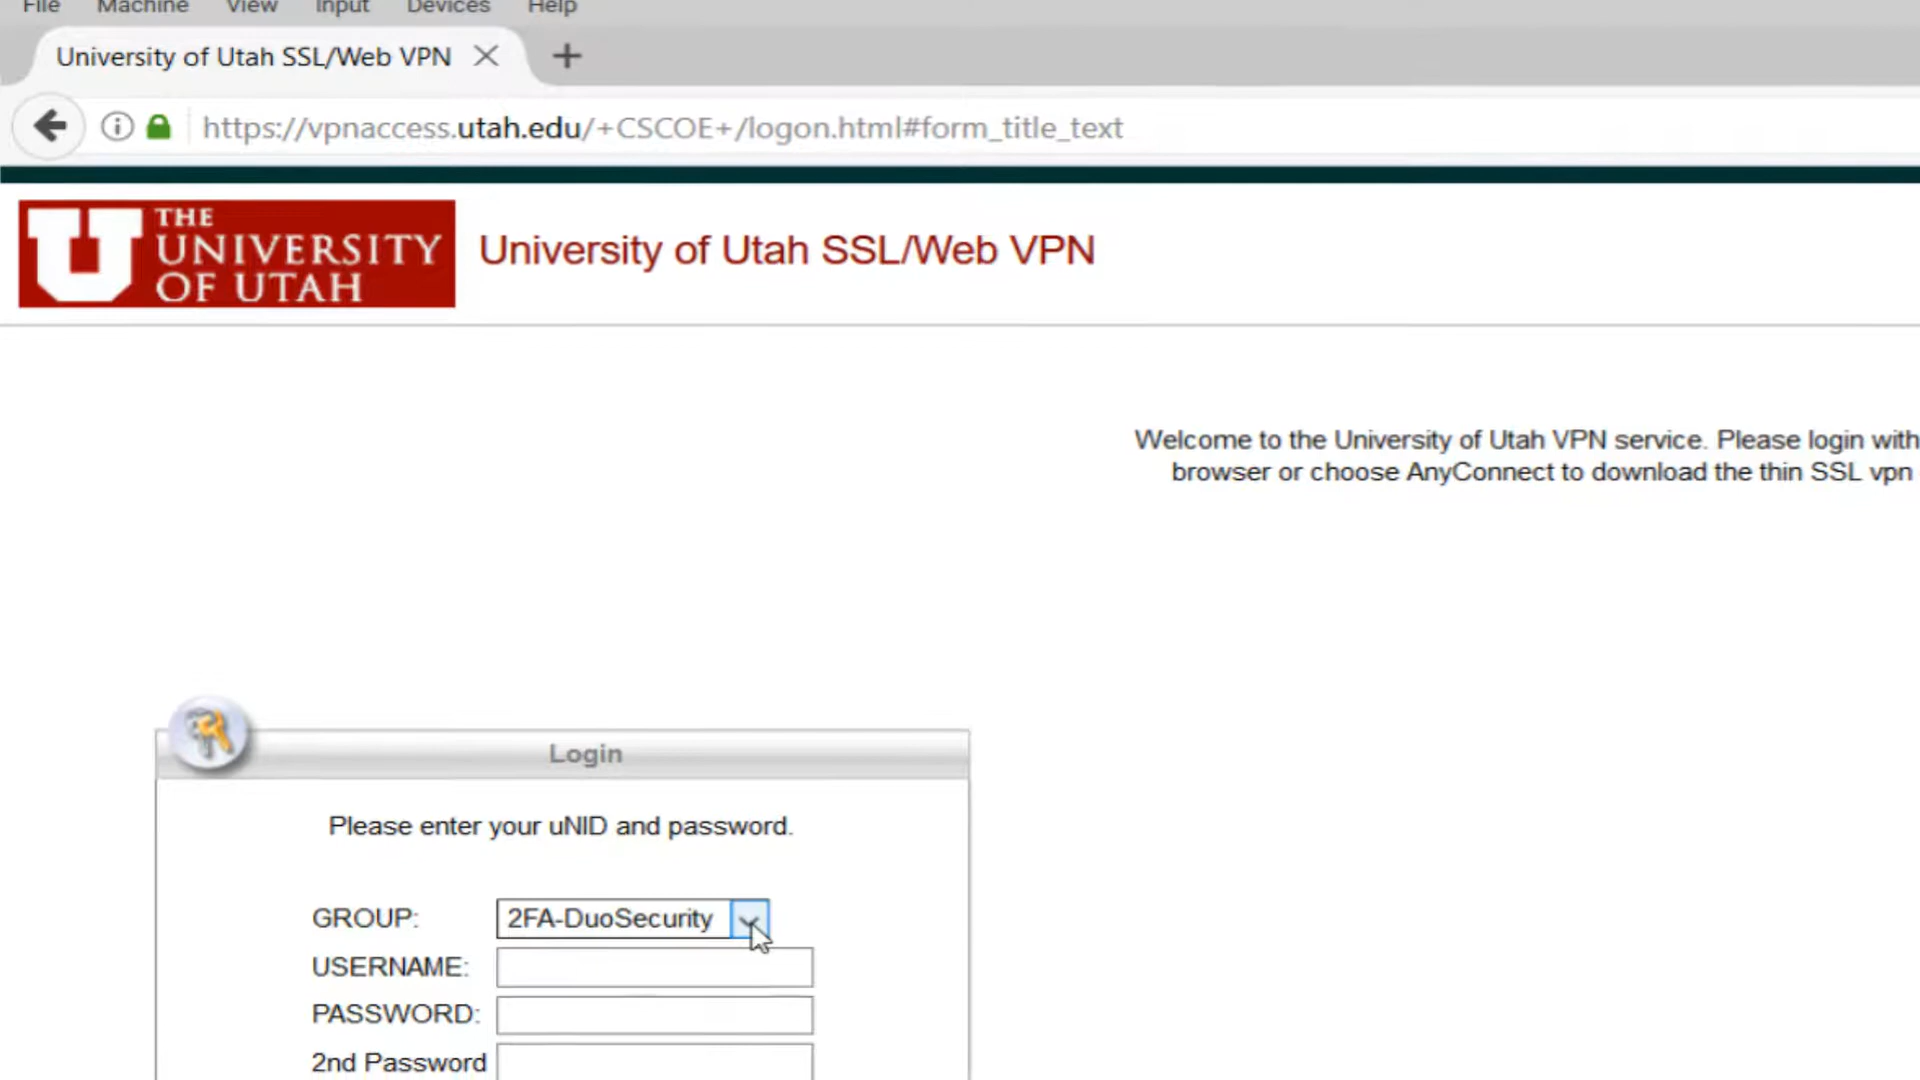 File Machine View Input Devices Help
University of Utah SSL/Web VPN
https://vpnaccess.utah.edu/+CSCOE+/logon.html#form_title_text
THE
UNIVERSITY
OF UTAH
University of Utah SSL/Web VPN
Welcome to the University of Utah VPN service. Please login with
browser or choose AnyConnect to download the thin SSL vpn
Login
Please enter your uNID and password.
GROUP: 2FA-DuoSecurity
USERNAME:
PASSWORD:
2nd Password